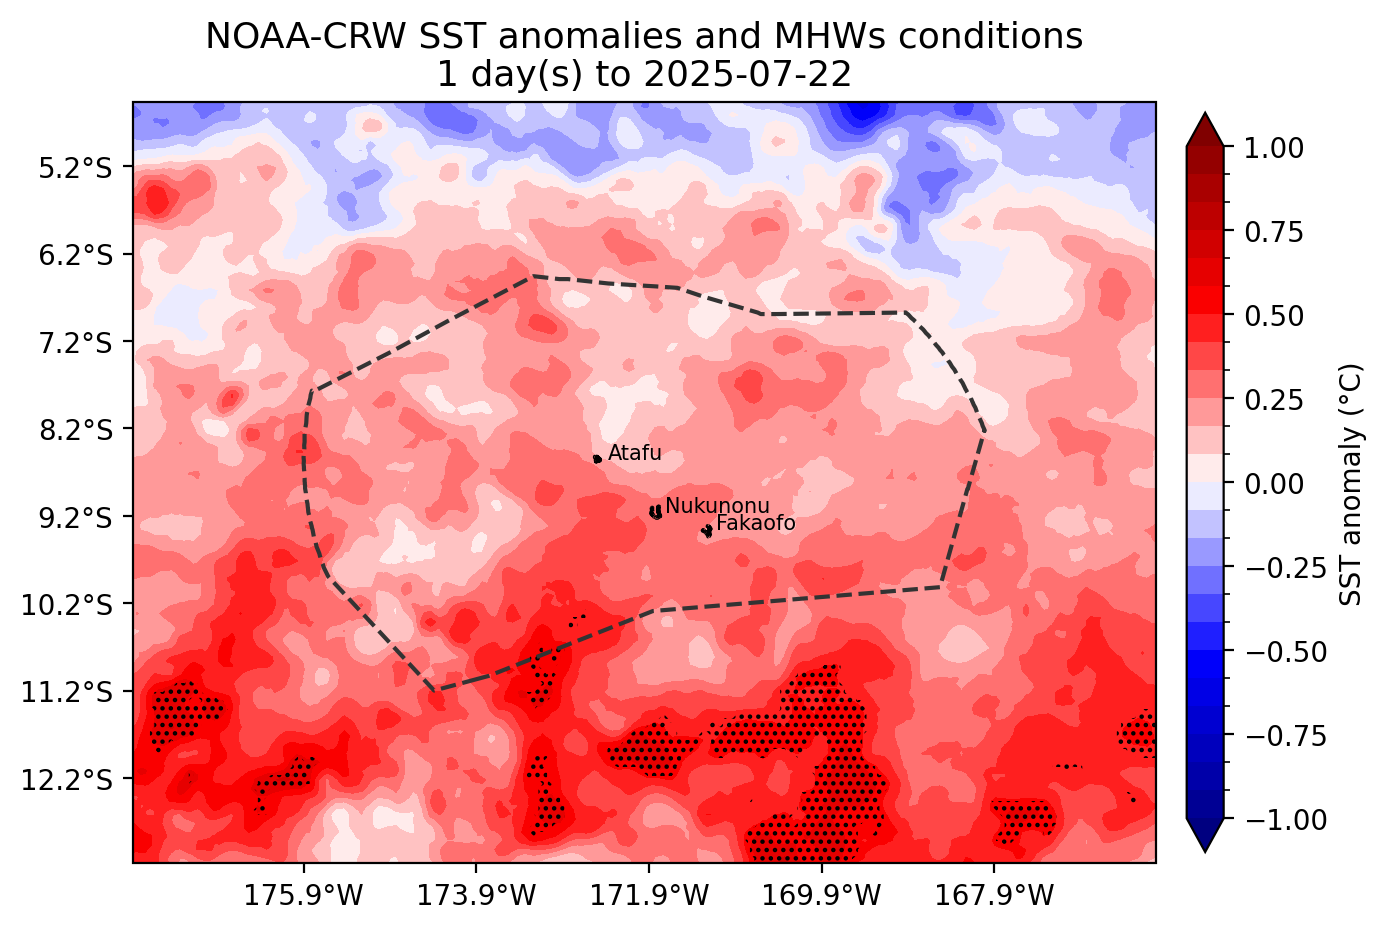 NOAA-CRW SST anomalies and MHWs conditions
1 day(s) to 2025-07-22
5.2°S
6.2°S
7.2°S
8.2°S
9.2°S
10.2°S
11.2°S
12.2°S
Atafu
Nukunonu
Fakaofo
175.9°W
173.9°W
171.9°W
169.9°W
167.9°W
1.00
0.75
0.50
0.25
0.00
−0.25
−0.50
−0.75
−1.00
SST anomaly (°C)